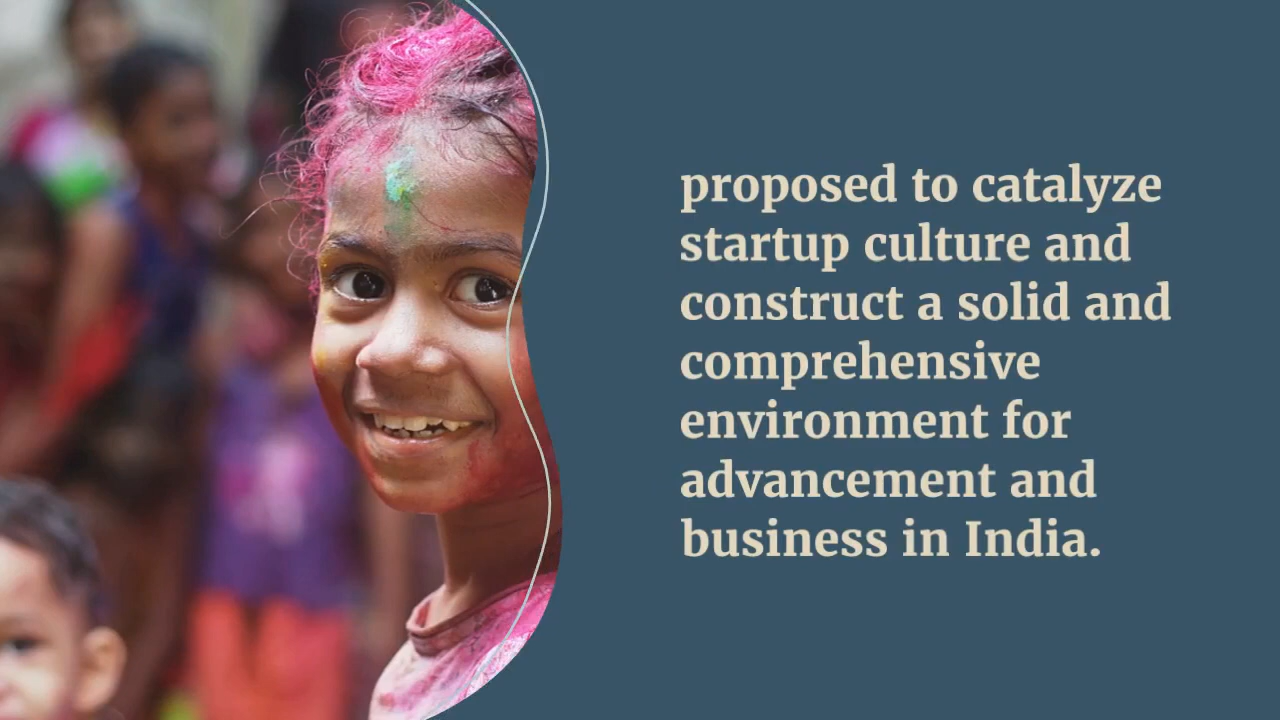 proposed to catalyze
startup culture and
construct a solid and
comprehensive
environment for
advancement and
business in India.